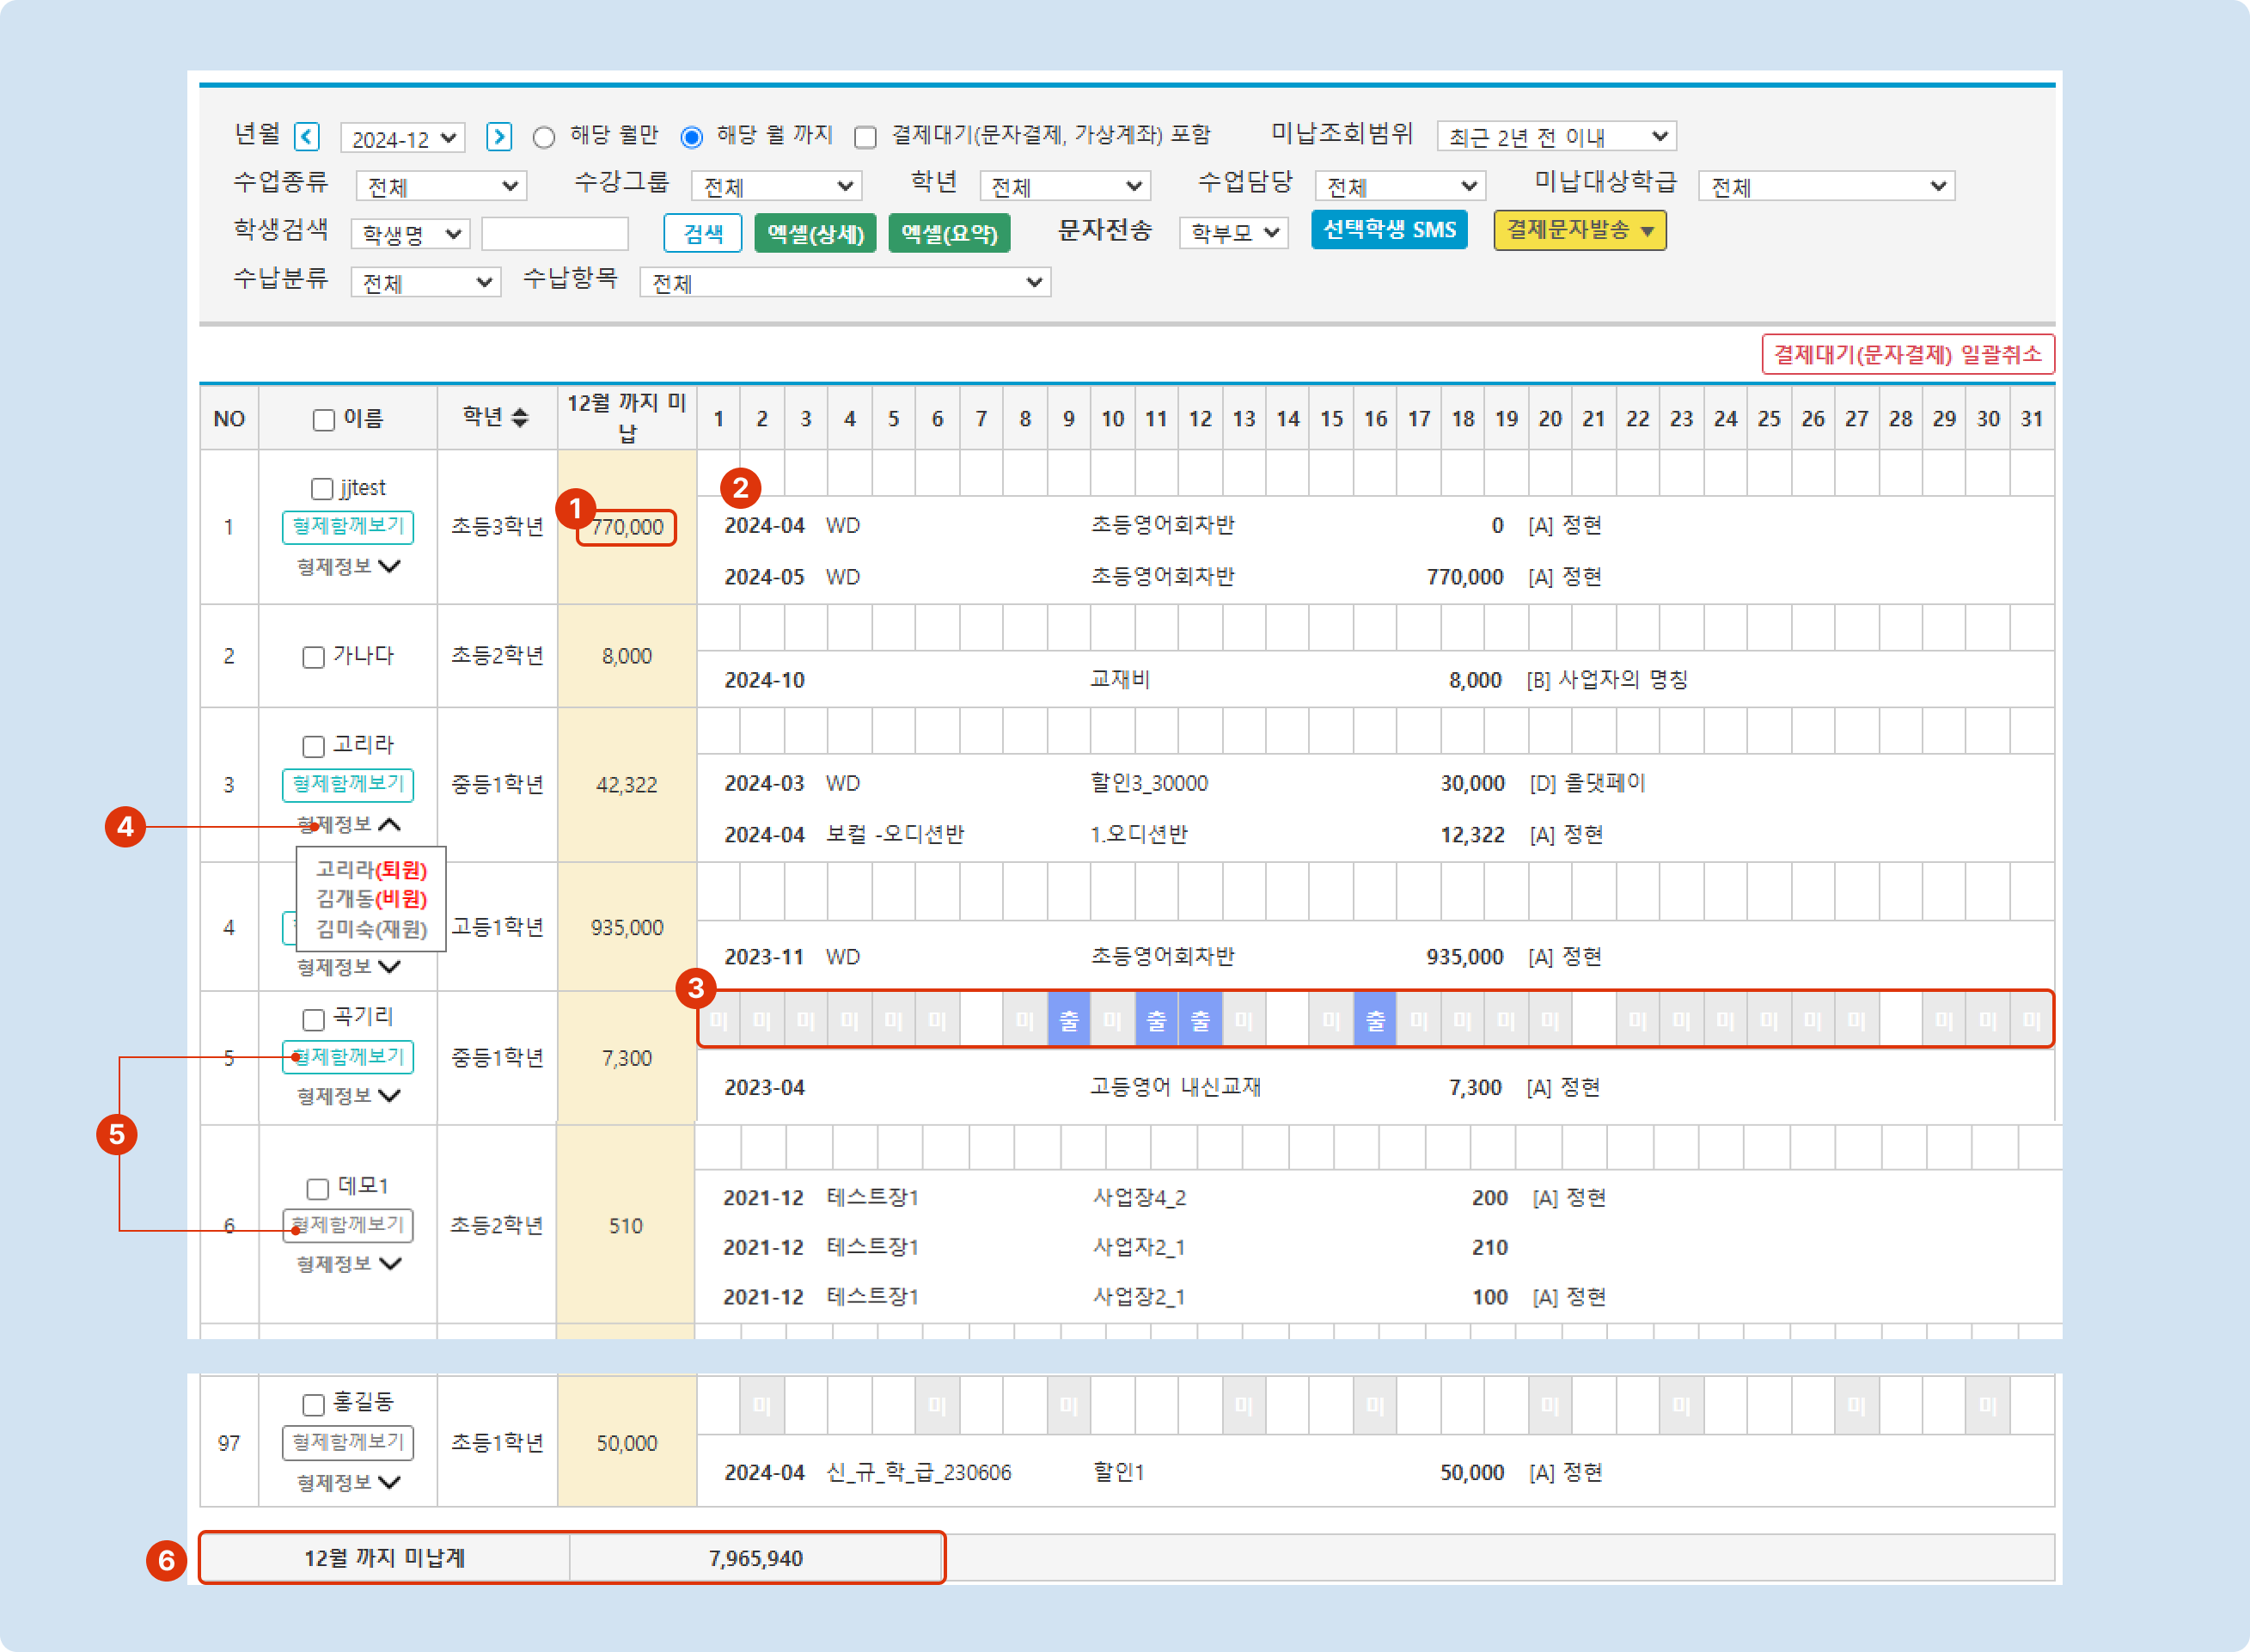 년월 2024-12 해당 월만 해당 월 까지 결제대기(문자결제, 가상계좌) 포함 미납조회범위 최근 2년 전 이내
수업종류 전체 수강그룹 전체 학년 전체 수업담당 전체 미납대상학급 전체
학생검색 학생명 검색 엑셀(상세) 엑셀(요약) 문자전송 학부모 선택학생 SMS 결제문자발송 ▼
수납분류 전체 수납항목 전체
결제대기(문자결제) 일괄취소
NO 이름 학년 12월 까지 미납 1 2 3 4 5 6 7 8 9 10 11 12 13 14 15 16 17 18 19 20 21 22 23 24 25 26 27 28 29 30 31
1 jjtest 형제함께보기 형제정보 초등3학년 1 770,000 2
2024-04 WD 초등영어회차반 0 [A] 정현
2024-05 WD 초등영어회차반 770,000 [A] 정현
2 가나다 초등2학년 8,000
2024-10 교재비 8,000 [B] 사업자의 명칭
3 고리라 형제함께보기 형제정보 중등1학년 42,322
2024-03 WD 할인3_30000 30,000 [D] 올댓페이
2024-04 보컬 -오디션반 1.오디션반 12,322 [A] 정현
4
고리라(퇴원)
김개동(비원)
김미숙(재원)
4 형제정보 고등1학년 935,000
2023-11 WD 초등영어회차반 935,000 [A] 정현
3
5 곡기리 형제함께보기 형제정보 중등1학년 7,300
미 미 미 미 미 미 미 출 미 출 출 미 미 출 미 미 미 미 미 미 미 미 미 미 미 미 미
2023-04 고등영어 내신교재 7,300 [A] 정현
5
6 데모1 형제함께보기 형제정보 초등2학년 510
2021-12 테스트장1 사업장4_2 200 [A] 정현
2021-12 테스트장1 사업자2_1 210
2021-12 테스트장1 사업장2_1 100 [A] 정현
97 홍길동 형제함께보기 형제정보 초등1학년 50,000
미 미 미 미 미 미 미 미 미
2024-04 신_규_학_급_230606 할인1 50,000 [A] 정현
6 12월 까지 미납계 7,965,940